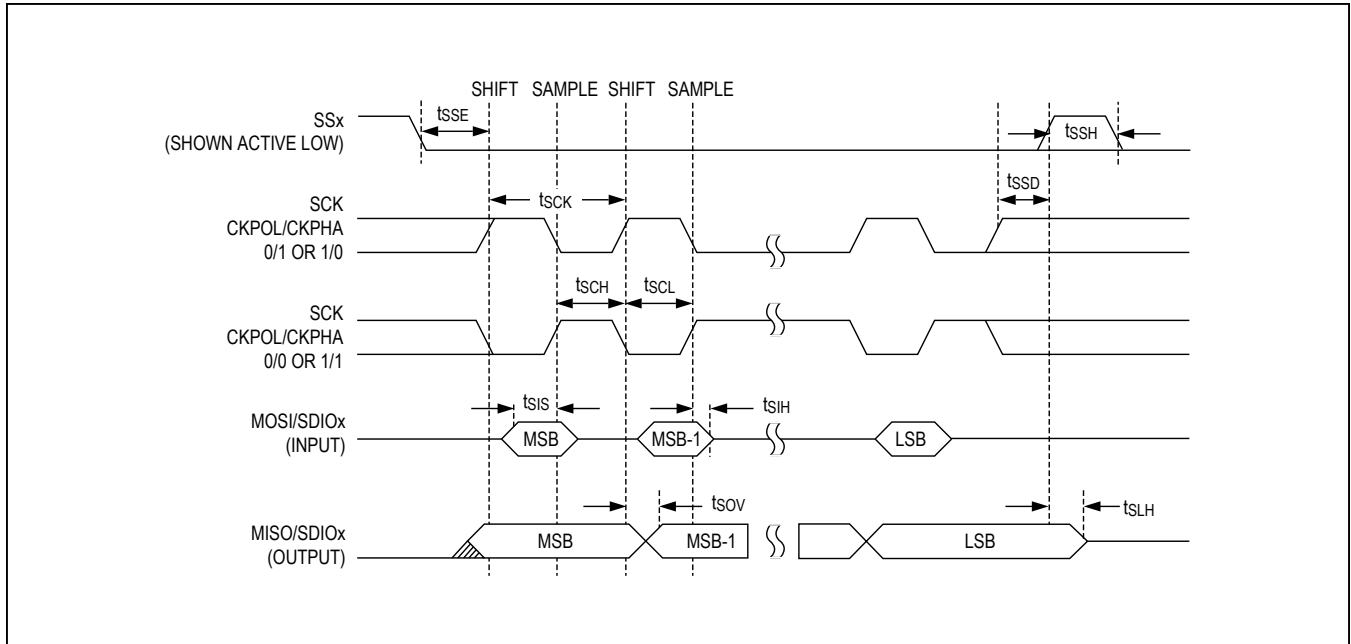 SHIFT SAMPLE SHIFT SAMPLE
SSx
(SHOWN ACTIVE LOW)
tSSE
tSSH
tSSD
SCK
CKPOL/CKPHA
0/1 OR 1/0
tSCK
tSCH
tSCL
SCK
CKPOL/CKPHA
0/0 OR 1/1
MOSI/SDIOx
(INPUT)
tSIS
tSIH
MSB
MSB-1
LSB
MISO/SDIOx
(OUTPUT)
tSOV
tSLH
MSB
MSB-1
LSB